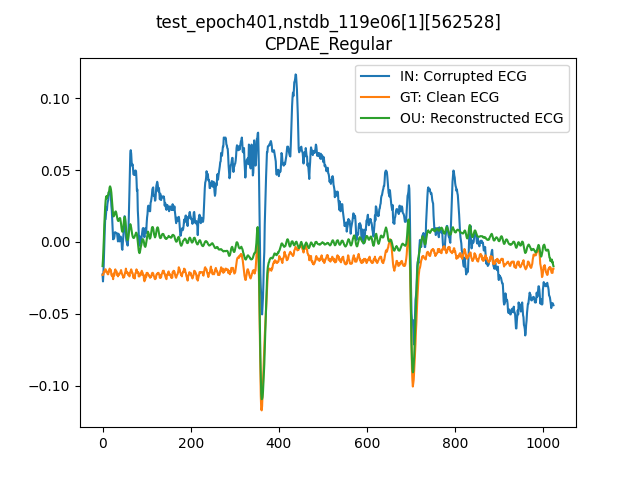 test_epoch401,nstdb_119e06[1][562528]
CPDAE_Regular
IN: Corrupted ECG
GT: Clean ECG
OU: Reconstructed ECG
0.10
0.05
0.00
−0.05
−0.10
0 200 400 600 800 1000